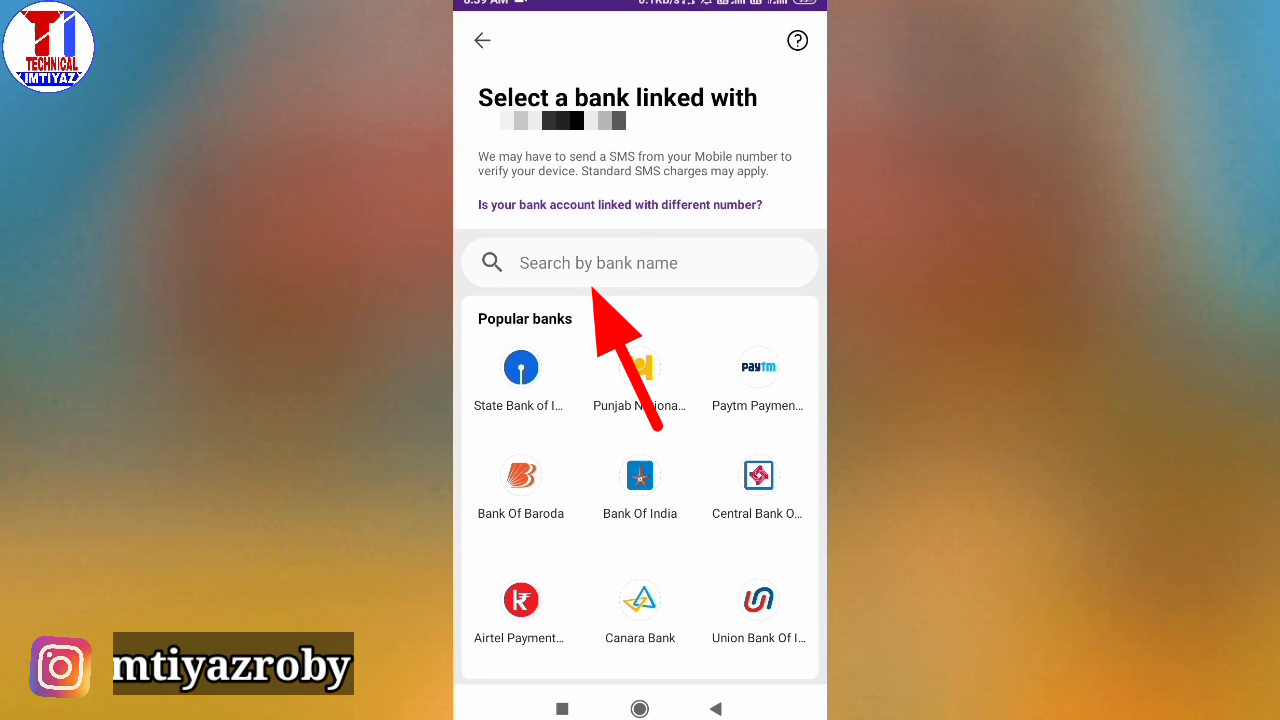 TECHNICAL
IMTIYAZ
Select a bank linked with
We may have to send a SMS from your Mobile number to
verify your device. Standard SMS charges may apply.
Is your bank account linked with different number?
Search by bank name
Popular banks
State Bank of I...
Paytm Paymen...
paytm
Bank Of Baroda
Bank Of India
Central Bank O...
Airtel Payment...
Canara Bank
Union Bank Of I...
mtiyazroby